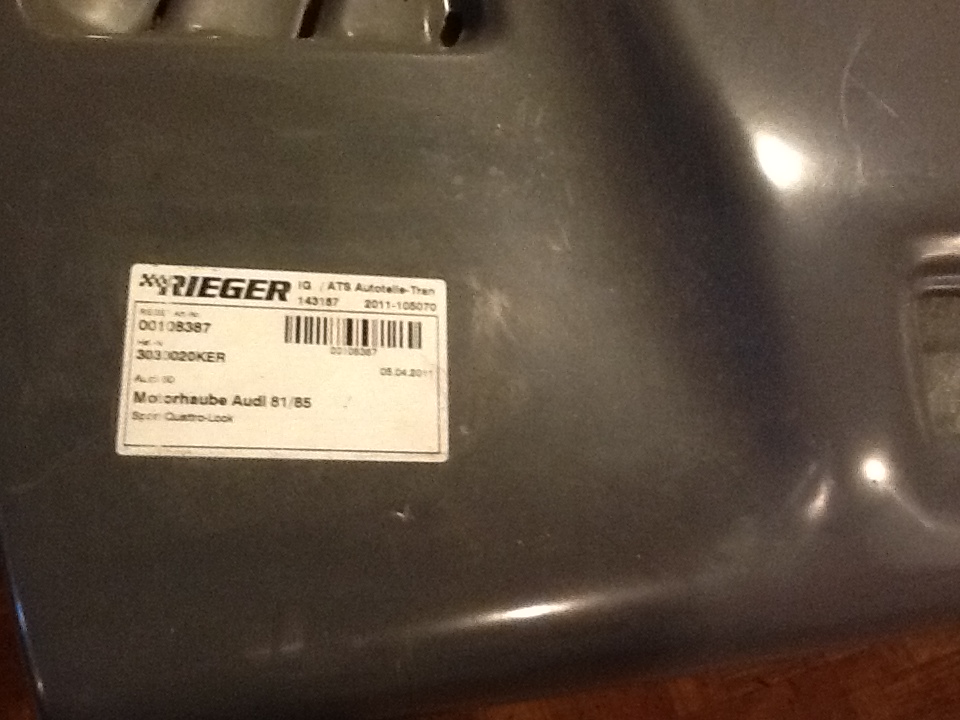 RIEGER
IG / ATS Autoteile-Tran
143187 2011-105070
00108387
00108387
05.04.2011
Motorhaube Audi 81/85
Sport Quattro-Look